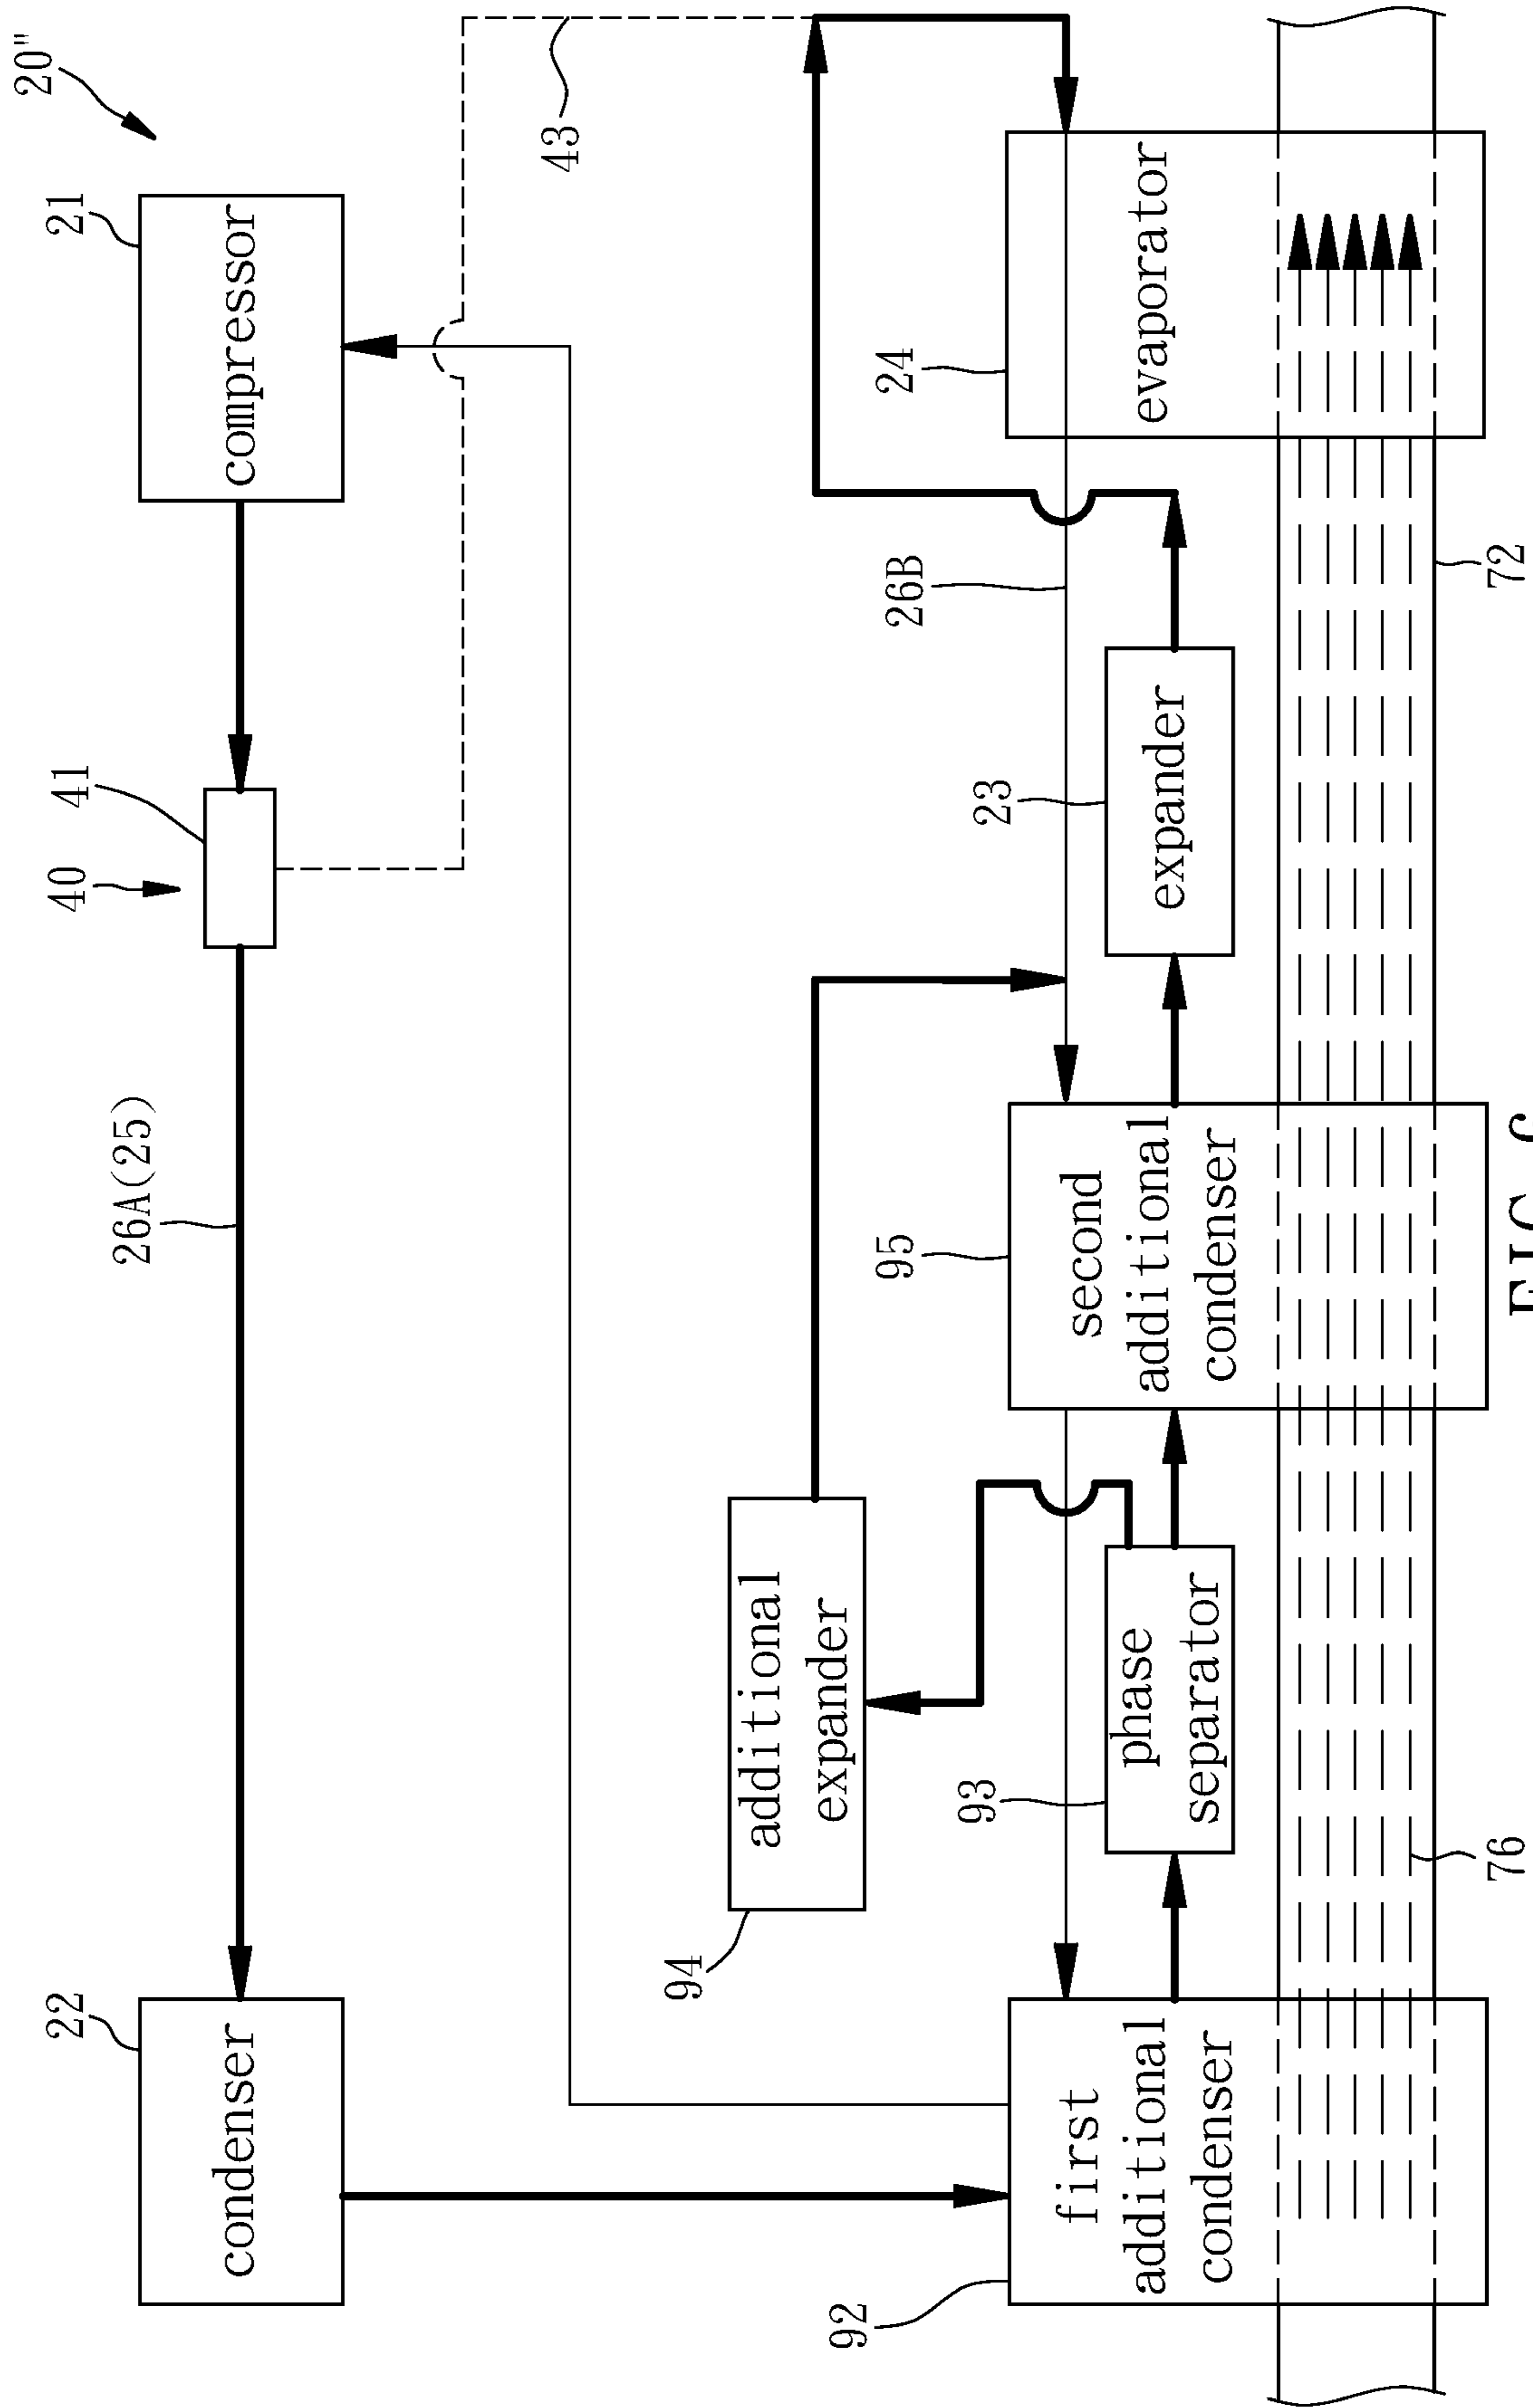 20"
22
40
41
21
26A(25)
condenser
compressor
43
94
additional
expander
92
95
26B
24
93
23
first
additional
condenser
phase
separator
second
additional
condenser
expander
evaporator
76
72